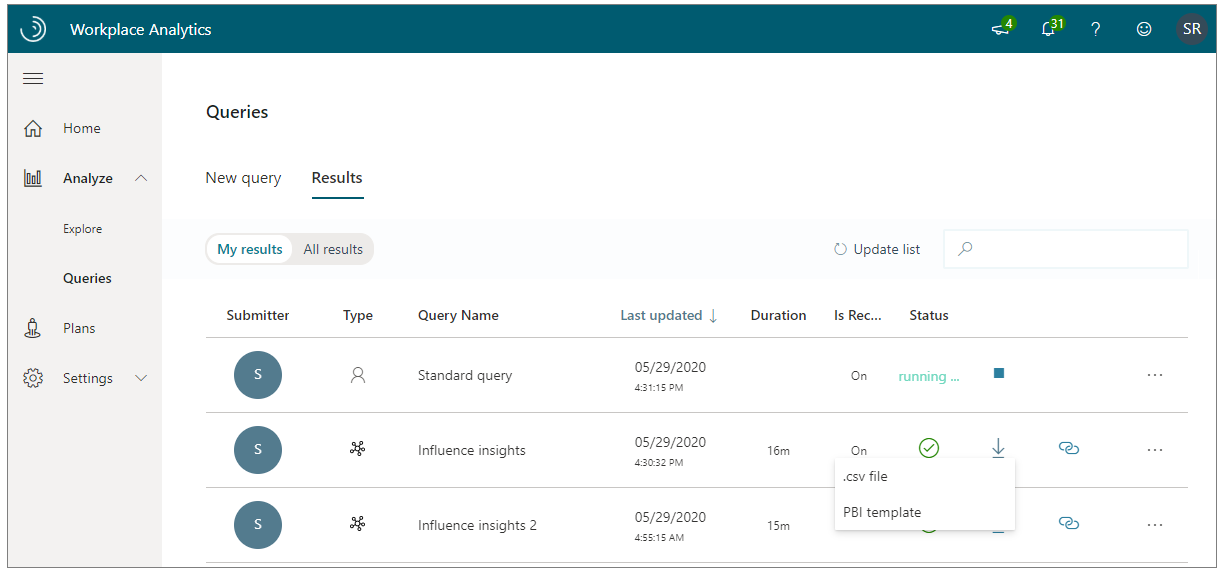 Workplace Analytics
4
31
?
SR
Home
Analyze
Explore
Queries
Plans
Settings
Queries
New query
Results
My results
All results
Update list
Submitter
Type
Query Name
Last updated
Duration
Is Rec...
Status
S
Standard query
05/29/2020
4:31:15 PM
On
running ...
S
Influence insights
05/29/2020
4:30:32 PM
16m
On
.csv file
PBI template
S
Influence insights 2
05/29/2020
4:55:15 AM
15m